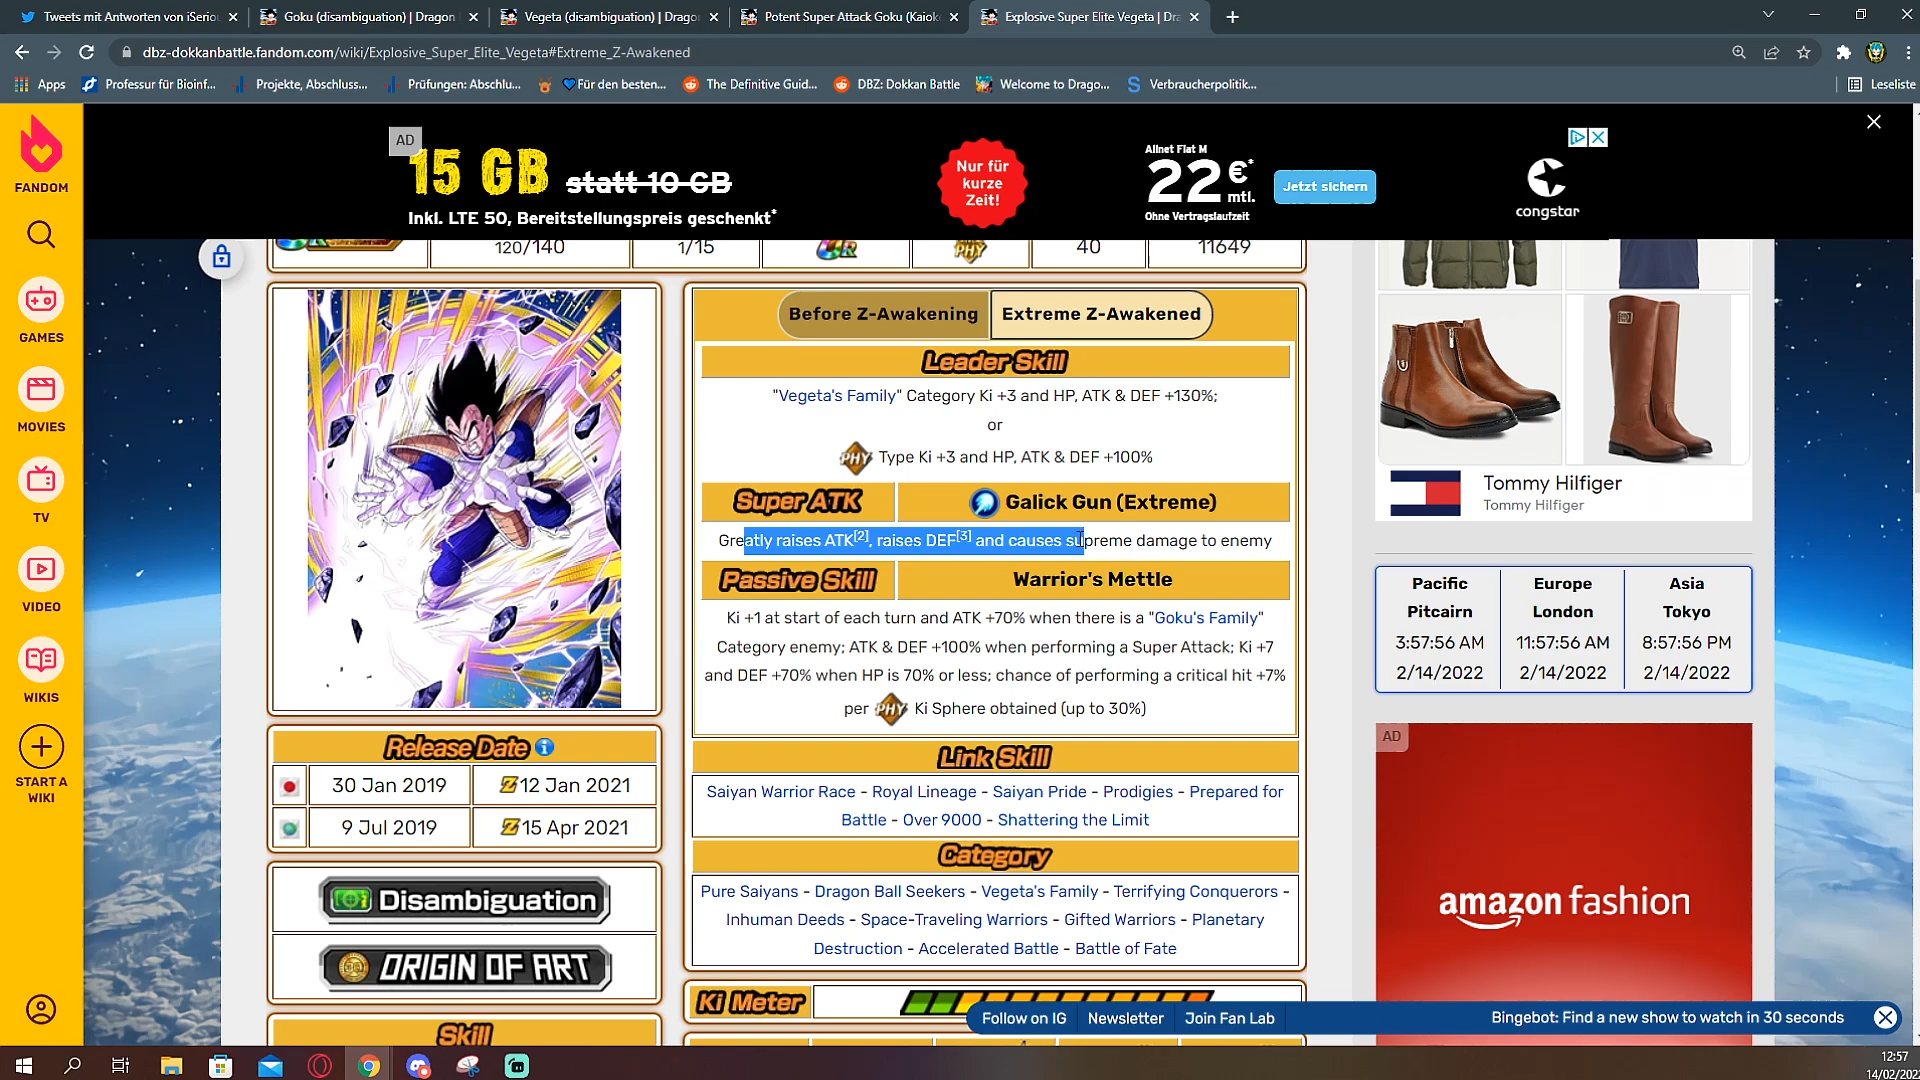 Tweets mit Antworten von iSeriou
Goku (disambiguation) | Dragon
Vegeta (disambiguation) | Drago
Potent Super Attack Goku (Kaiok
Explosive Super Elite Vegeta | Dra
dbz-dokkanbattle.fandom.com/wiki/Explosive_Super_Elite_Vegeta#Extreme_Z-Awakened
Apps
Professur für Bioinf...
Projekte, Abschluss...
Prüfungen: Abschlu...
Für den besten...
The Definitive Guid...
DBZ: Dokkan Battle
Welcome to Drago...
Verbraucherpolitik...
Leseliste
FANDOM
GAMES
MOVIES
TV
VIDEO
WIKIS
START A
WIKI
AD
15 GB statt 10 GB
Inkl. LTE 50, Bereitstellungspreis geschenkt*
Nur für
kurze
Zeit!
Allnet Flat M
22 €* mtl.
Ohne Vertragslaufzeit
Jetzt sichern
congstar
120/140
1/15
UR
PHY
40
11649
Before Z-Awakening
Extreme Z-Awakened
Leader Skill
"Vegeta's Family" Category Ki +3 and HP, ATK & DEF +130%;
or
PHY Type Ki +3 and HP, ATK & DEF +100%
Super ATK
Galick Gun (Extreme)
Greatly raises ATK[2], raises DEF[3] and causes supreme damage to enemy
Passive Skill
Warrior's Mettle
Ki +1 at start of each turn and ATK +70% when there is a "Goku's Family"
Category enemy; ATK & DEF +100% when performing a Super Attack; Ki +7
and DEF +70% when HP is 70% or less; chance of performing a critical hit +7%
per PHY Ki Sphere obtained (up to 30%)
Link Skill
Saiyan Warrior Race - Royal Lineage - Saiyan Pride - Prodigies - Prepared for
Battle - Over 9000 - Shattering the Limit
Category
Pure Saiyans - Dragon Ball Seekers - Vegeta's Family - Terrifying Conquerors -
Inhuman Deeds - Space-Traveling Warriors - Gifted Warriors - Planetary
Destruction - Accelerated Battle - Battle of Fate
Ki Meter
Release Date
30 Jan 2019
Z12 Jan 2021
9 Jul 2019
Z15 Apr 2021
Disambiguation
ORIGIN OF ART
Skill
Tommy Hilfiger
Tommy Hilfiger
Pacific
Pitcairn
3:57:56 AM
2/14/2022
Europe
London
11:57:56 AM
2/14/2022
Asia
Tokyo
8:57:56 PM
2/14/2022
AD
amazon fashion
Follow on IG
Newsletter
Join Fan Lab
Bingebot: Find a new show to watch in 30 seconds
12:57
14/02/202